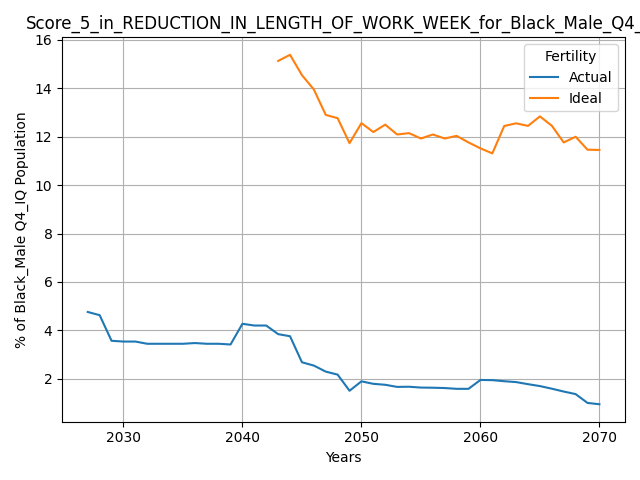 Score_5_in_REDUCTION_IN_LENGTH_OF_WORK_WEEK_for_Black_Male_Q4_
16
14
12
10
8
6
4
2
% of Black_Male Q4_IQ Population
Fertility
Actual
Ideal
2030
2040
2050
2060
2070
Years